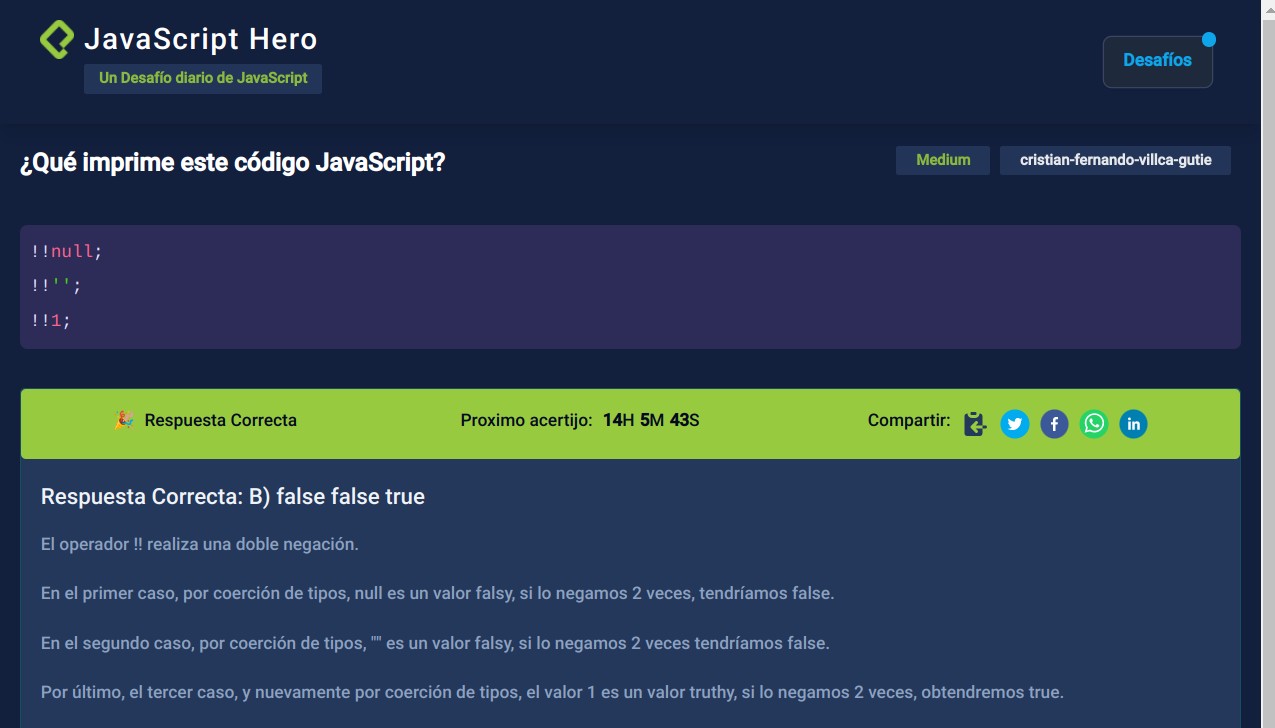 JavaScript Hero
Un Desafío diario de JavaScript
Desafíos
¿Qué imprime este código JavaScript?
Medium
cristian-fernando-villca-gutie
!!null;
!!'';
!!1;
🎉 Respuesta Correcta
Proximo acertijo: 14H 5M 43S
Compartir:
Respuesta Correcta: B) false false true
El operador !! realiza una doble negación.
En el primer caso, por coerción de tipos, null es un valor falsy, si lo negamos 2 veces, tendríamos false.
En el segundo caso, por coerción de tipos, "" es un valor falsy, si lo negamos 2 veces tendríamos false.
Por último, el tercer caso, y nuevamente por coerción de tipos, el valor 1 es un valor truthy, si lo negamos 2 veces, obtendremos true.